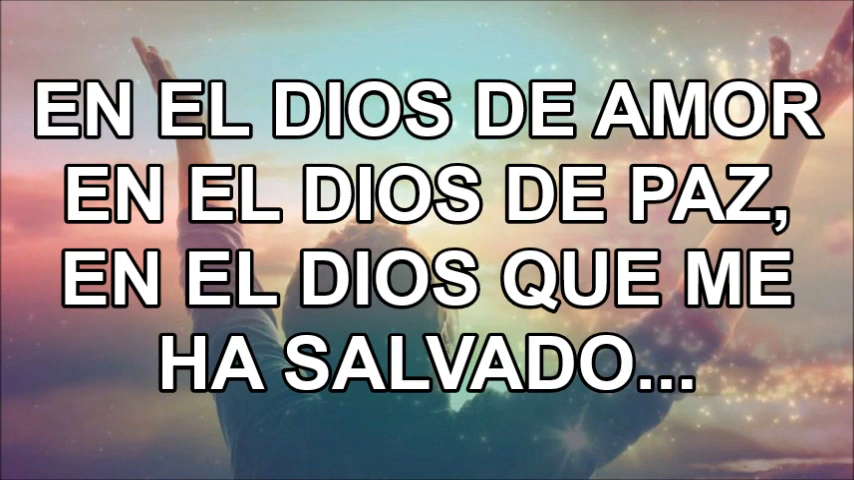 EN EL DIOS DE AMOR
EN EL DIOS DE PAZ,
EN EL DIOS QUE ME
HA SALVADO...